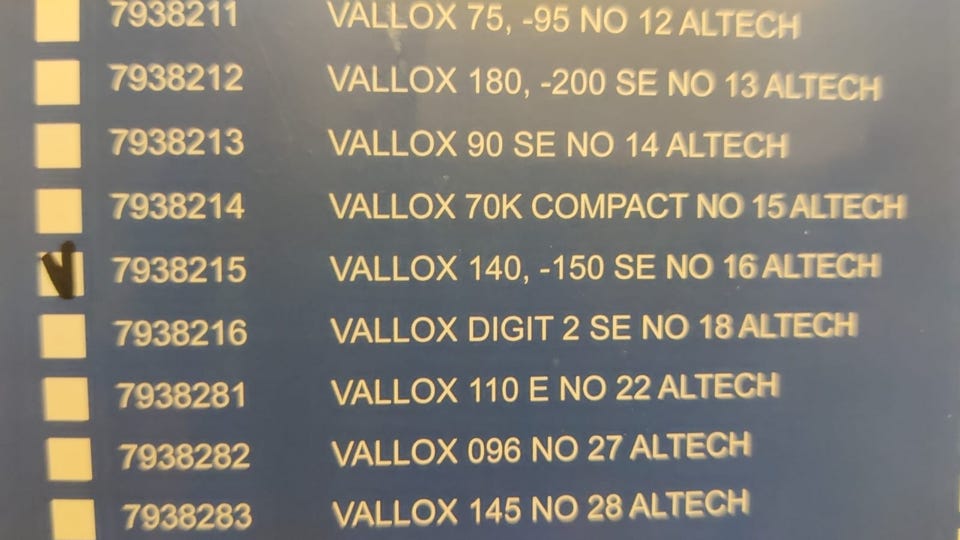 7938211 VALLOX 75, -95 NO 12 ALTECH
7938212 VALLOX 180, -200 SE NO 13 ALTECH
7938213 VALLOX 90 SE NO 14 ALTECH
7938214 VALLOX 70K COMPACT NO 15 ALTECH
7938215 VALLOX 140, -150 SE NO 16 ALTECH
7938216 VALLOX DIGIT 2 SE NO 18 ALTECH
7938281 VALLOX 110 E NO 22 ALTECH
7938282 VALLOX 096 NO 27 ALTECH
7938283 VALLOX 145 NO 28 ALTECH